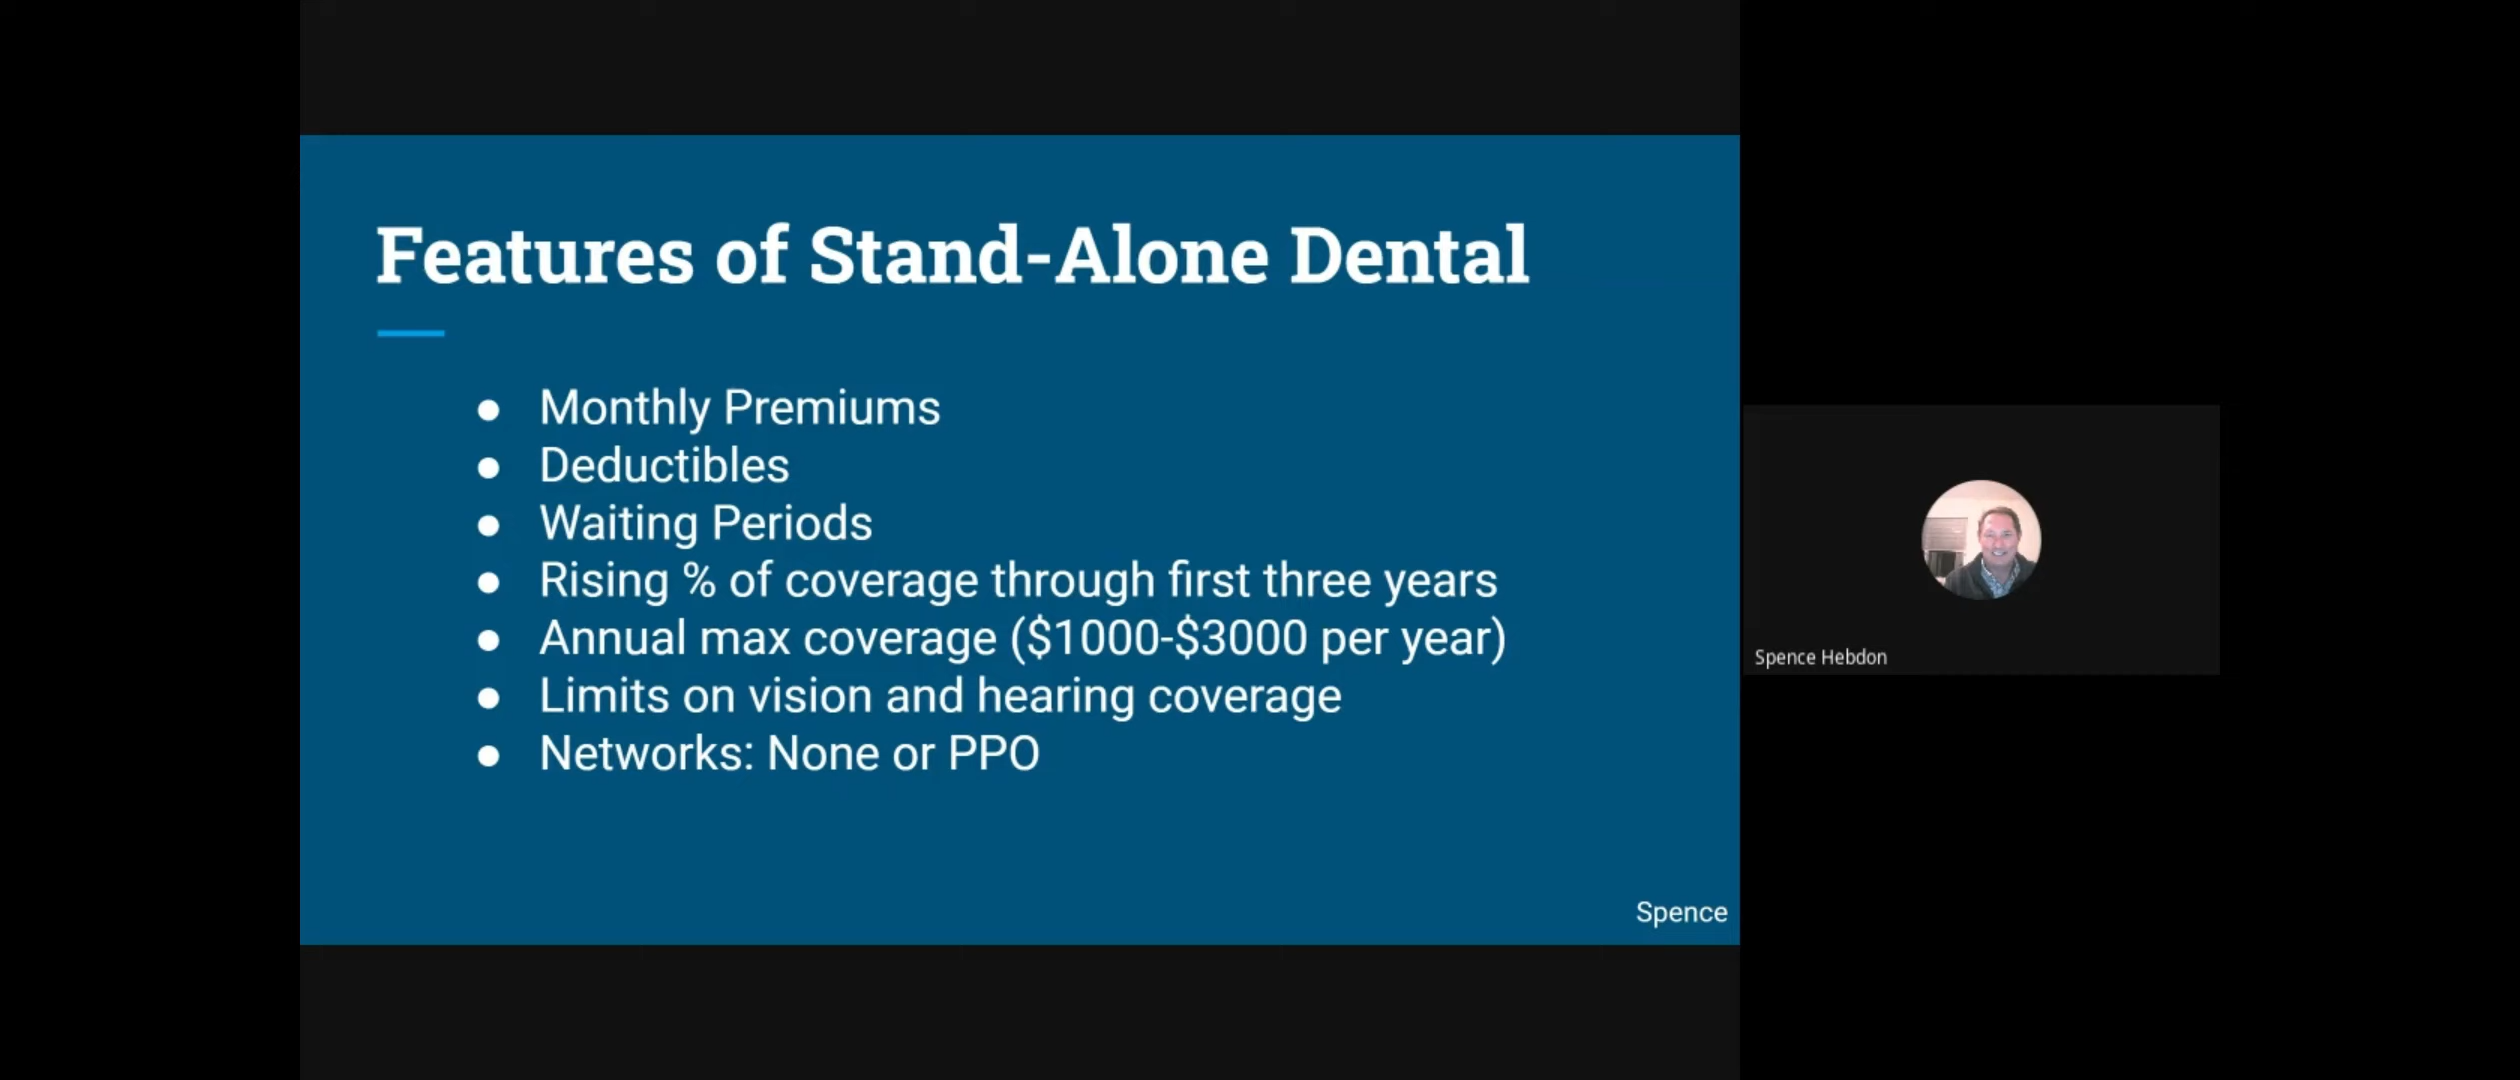 Features of Stand-Alone Dental
● Monthly Premiums
● Deductibles
● Waiting Periods
● Rising % of coverage through first three years
● Annual max coverage ($1000-$3000 per year)
● Limits on vision and hearing coverage
● Networks: None or PPO
Spence
Spence Hebdon